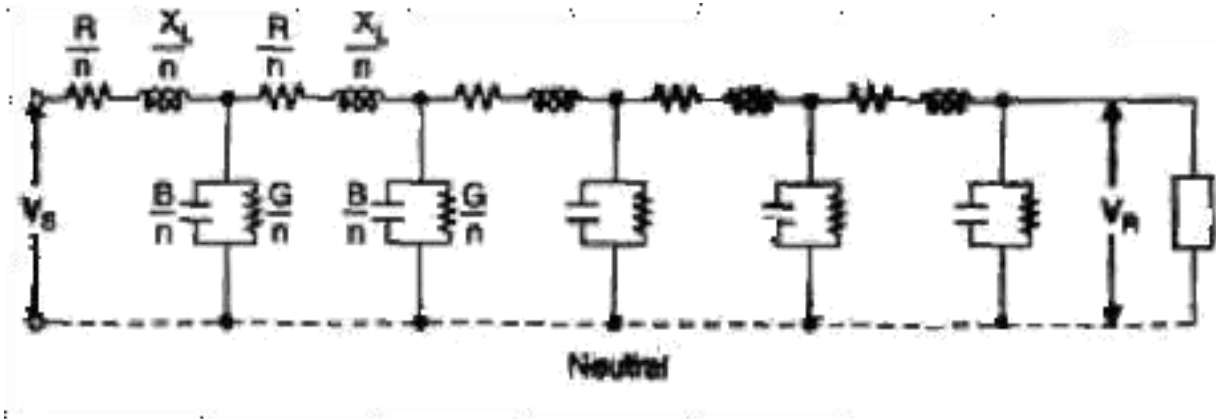 R/n X_L/n R/n X_L/n
V_S B/n G/n B/n G/n V_R
Neutral